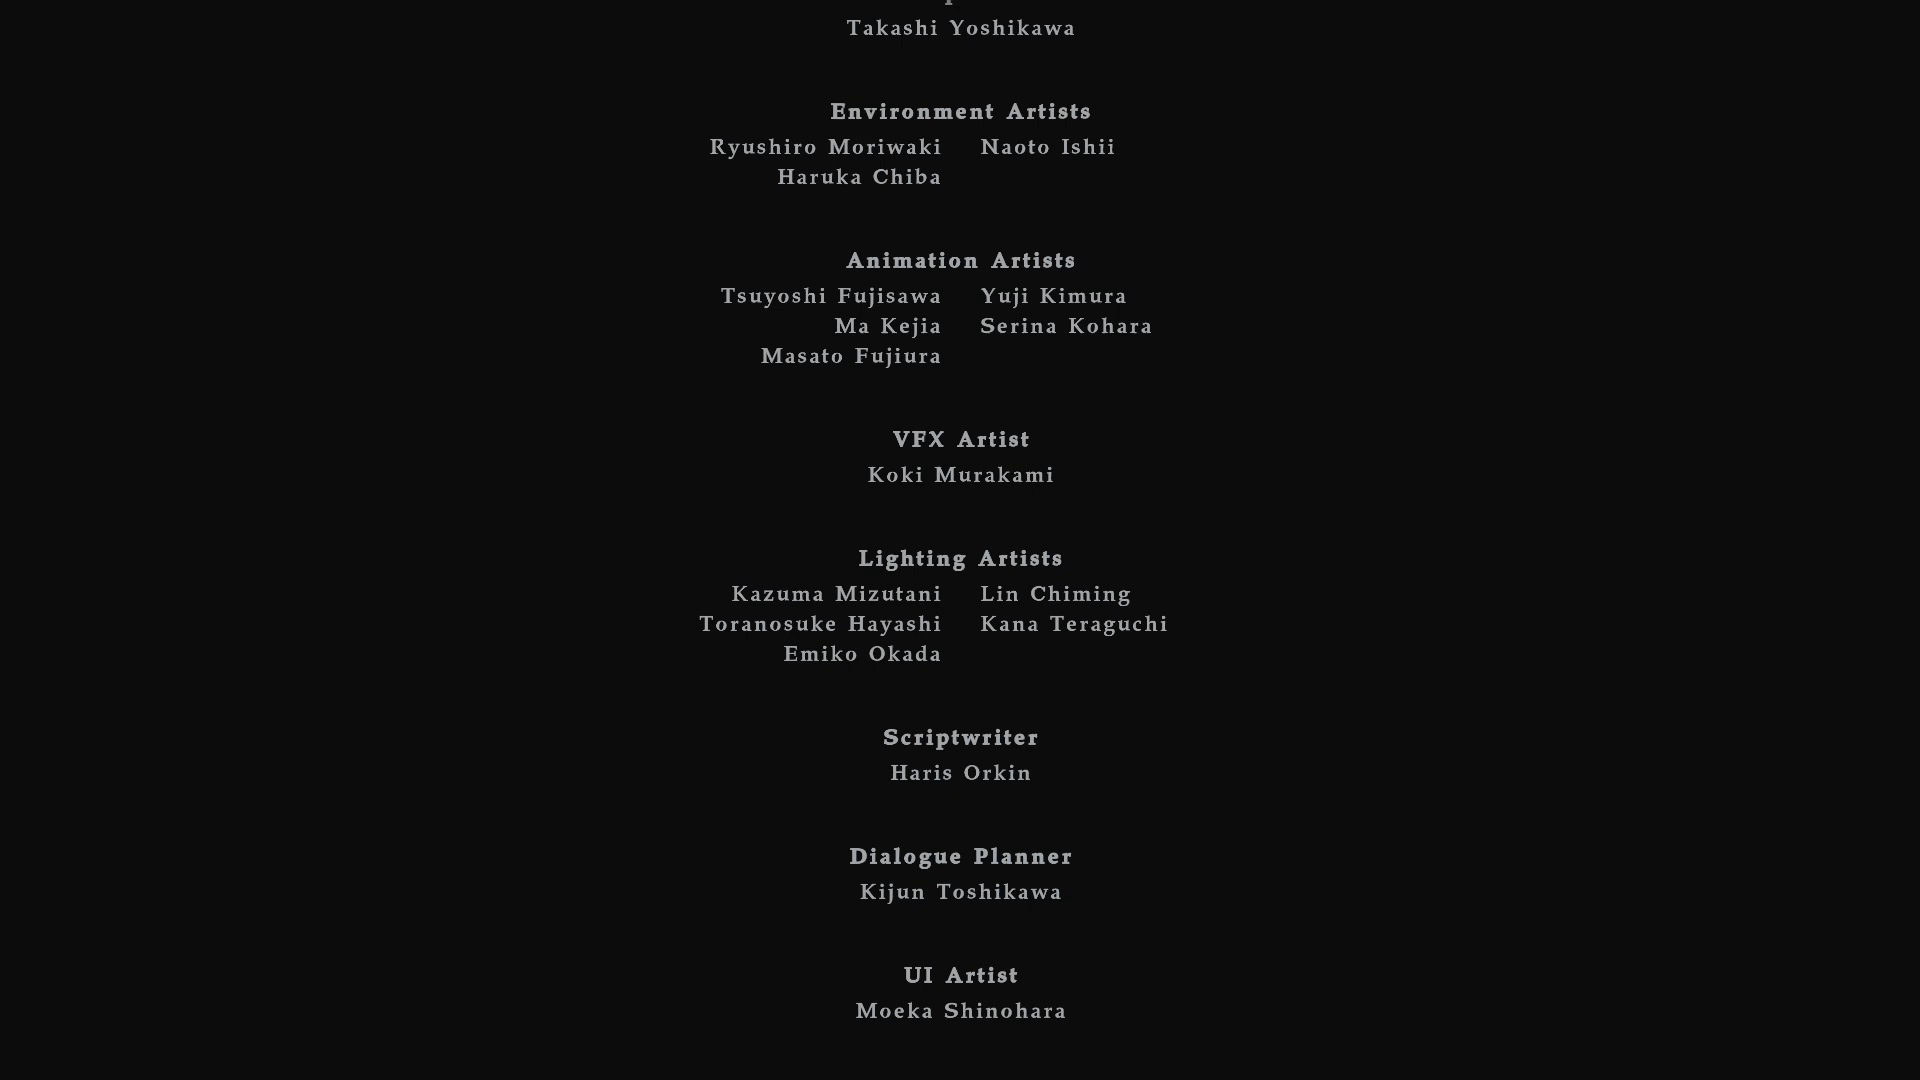 Takashi Yoshikawa
Environment Artists
Ryushiro Moriwaki Naoto Ishii
Haruka Chiba
Animation Artists
Tsuyoshi Fujisawa Yuji Kimura
Ma Kejia Serina Kohara
Masato Fujiura
VFX Artist
Koki Murakami
Lighting Artists
Kazuma Mizutani Lin Chiming
Toranosuke Hayashi Kana Teraguchi
Emiko Okada
Scriptwriter
Haris Orkin
Dialogue Planner
Kijun Toshikawa
UI Artist
Moeka Shinohara